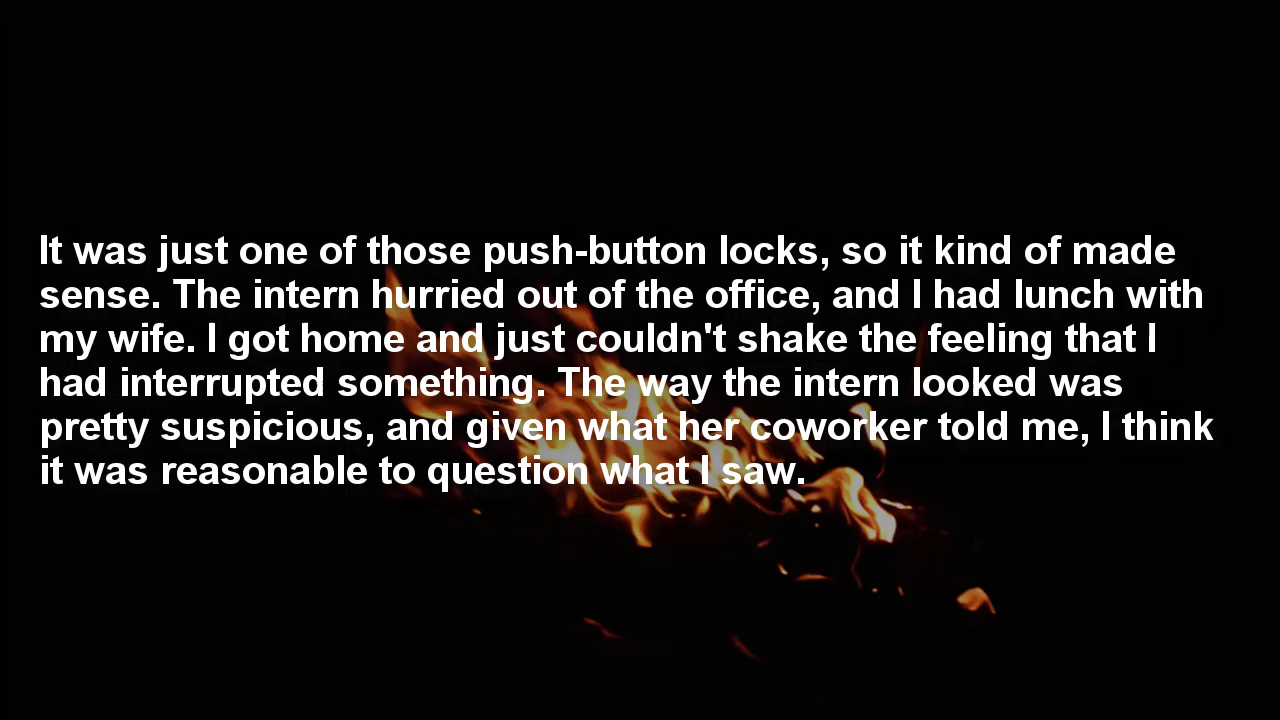 It was just one of those push-button locks, so it kind of made
sense. The intern hurried out of the office, and I had lunch with
my wife. I got home and just couldn't shake the feeling that I
had interrupted something. The way the intern looked was
pretty suspicious, and given what her coworker told me, I think
it was reasonable to question what I saw.